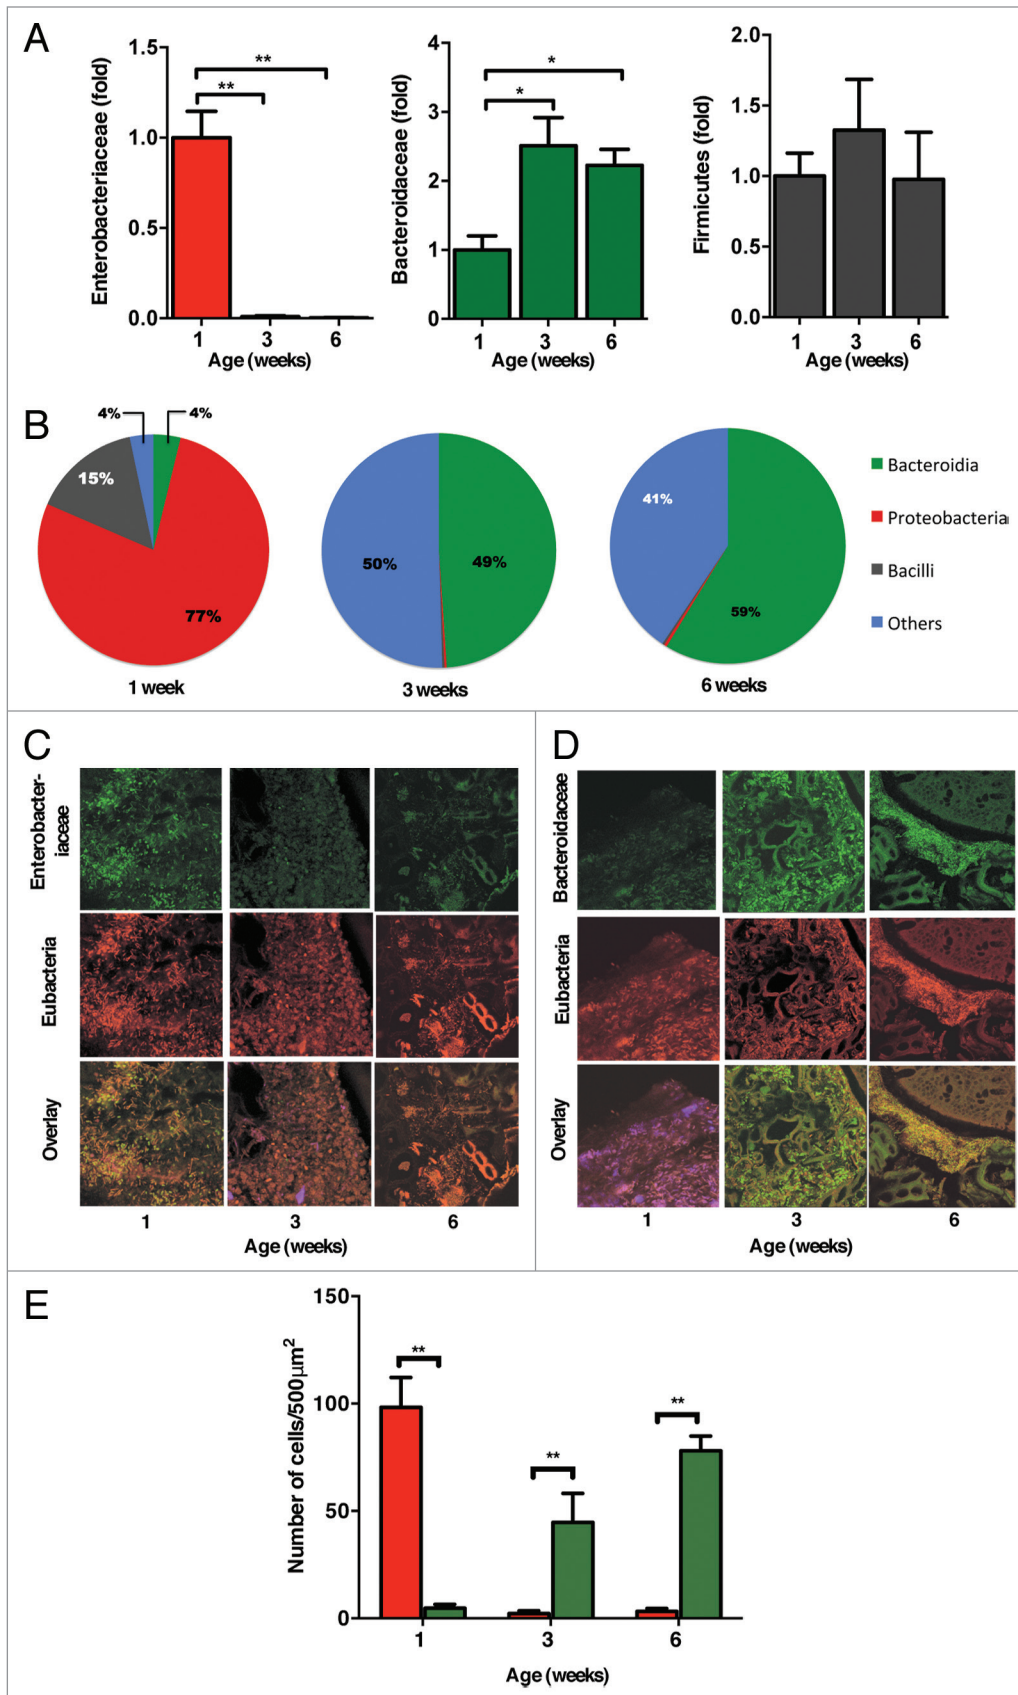 A
Enterobacteriaceae (fold)
1.5
1.0
0.5
0.0
**
**
1 3 6
Age (weeks)
Bacteroidaceae (fold)
4
3
2
1
0
*
*
1 3 6
Age (weeks)
Firmicutes (fold)
2.0
1.5
1.0
0.5
0.0
1 3 6
Age (weeks)
B
4% 4%
15%
77%
1 week
50% 49%
3 weeks
41%
59%
6 weeks
Bacteroidia
Proteobacteria
Bacilli
Others
C
Enterobacter-
iaceae
Eubacteria
Overlay
1 3 6
Age (weeks)
D
Bacteroidaceae
Eubacteria
Overlay
1 3 6
Age (weeks)
E
Number of cells/500μm²
150
100
50
0
**
**
**
1 3 6
Age (weeks)